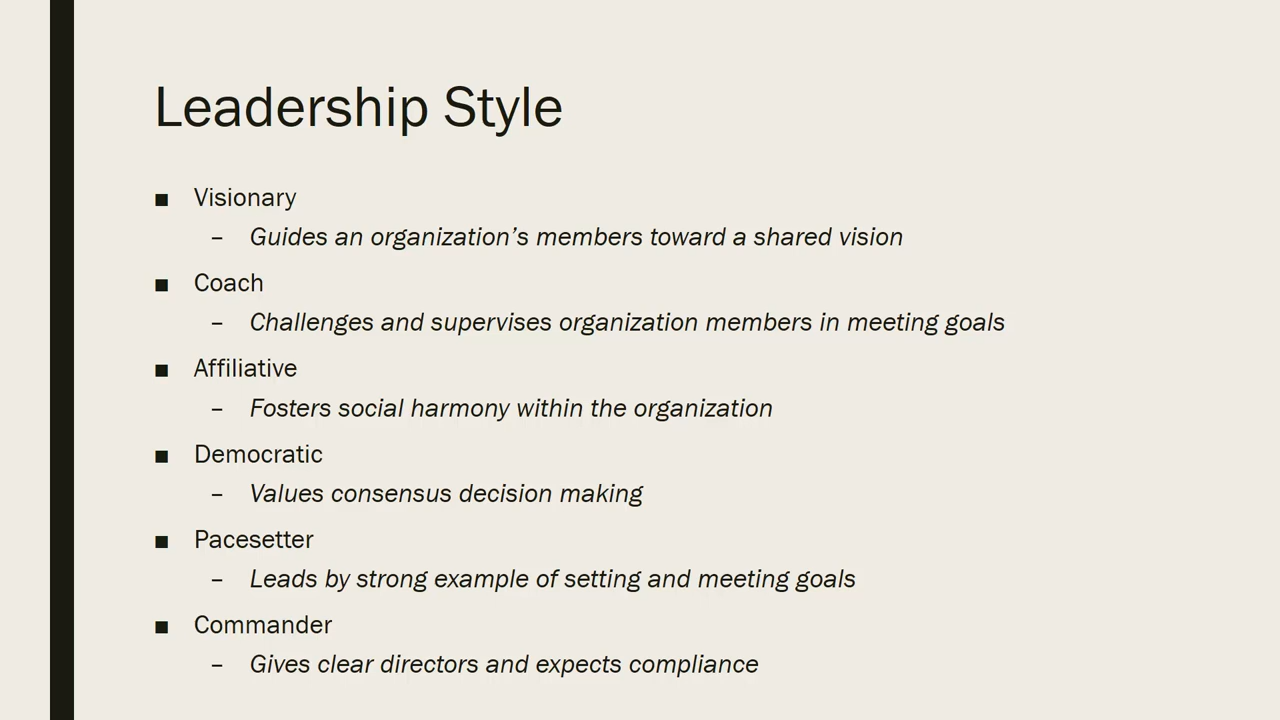 Leadership Style
■ Visionary
– Guides an organization’s members toward a shared vision
■ Coach
– Challenges and supervises organization members in meeting goals
■ Affiliative
– Fosters social harmony within the organization
■ Democratic
– Values consensus decision making
■ Pacesetter
– Leads by strong example of setting and meeting goals
■ Commander
– Gives clear directors and expects compliance